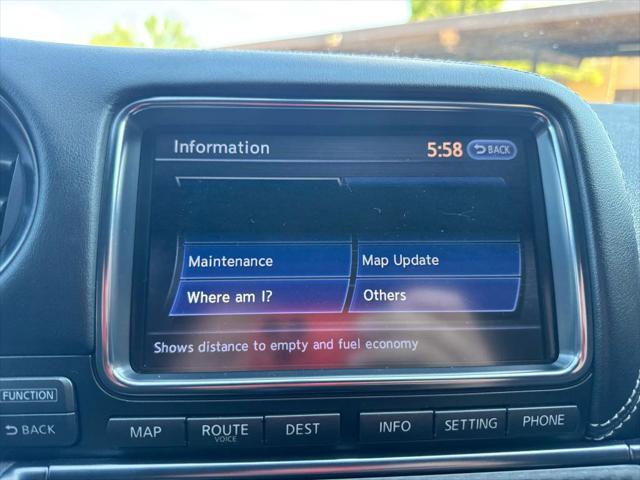 Information 5:58 BACK
Maintenance Map Update
Where am I? Others
Shows distance to empty and fuel economy
FUNCTION
BACK
MAP ROUTE DEST INFO SETTING PHONE
VOICE